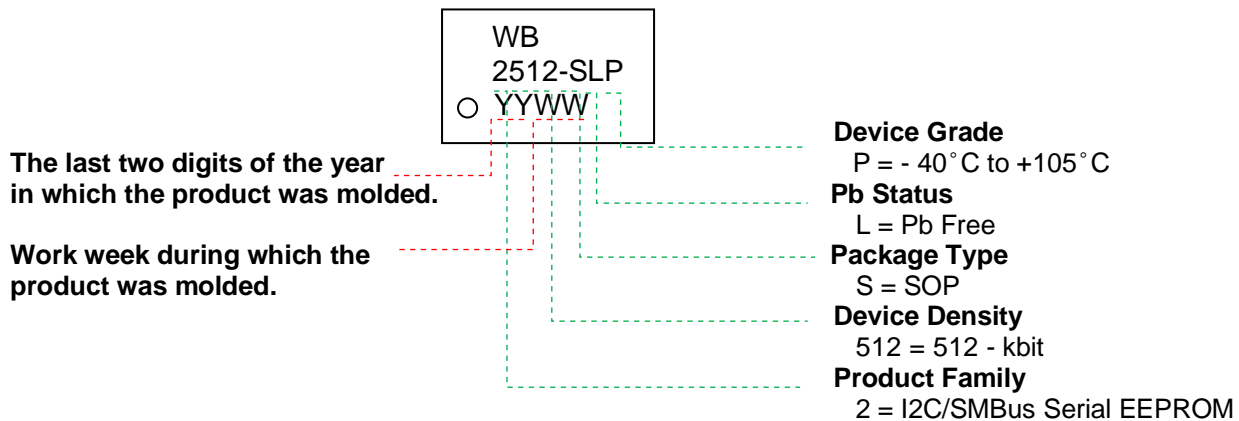 WB
2512-SLP
YYWW
The last two digits of the year
in which the product was molded.
Work week during which the
product was molded.
Device Grade
P = - 40˚C to +105˚C
Pb Status
L = Pb Free
Package Type
S = SOP
Device Density
512 = 512 - kbit
Product Family
2 = I2C/SMBus Serial EEPROM